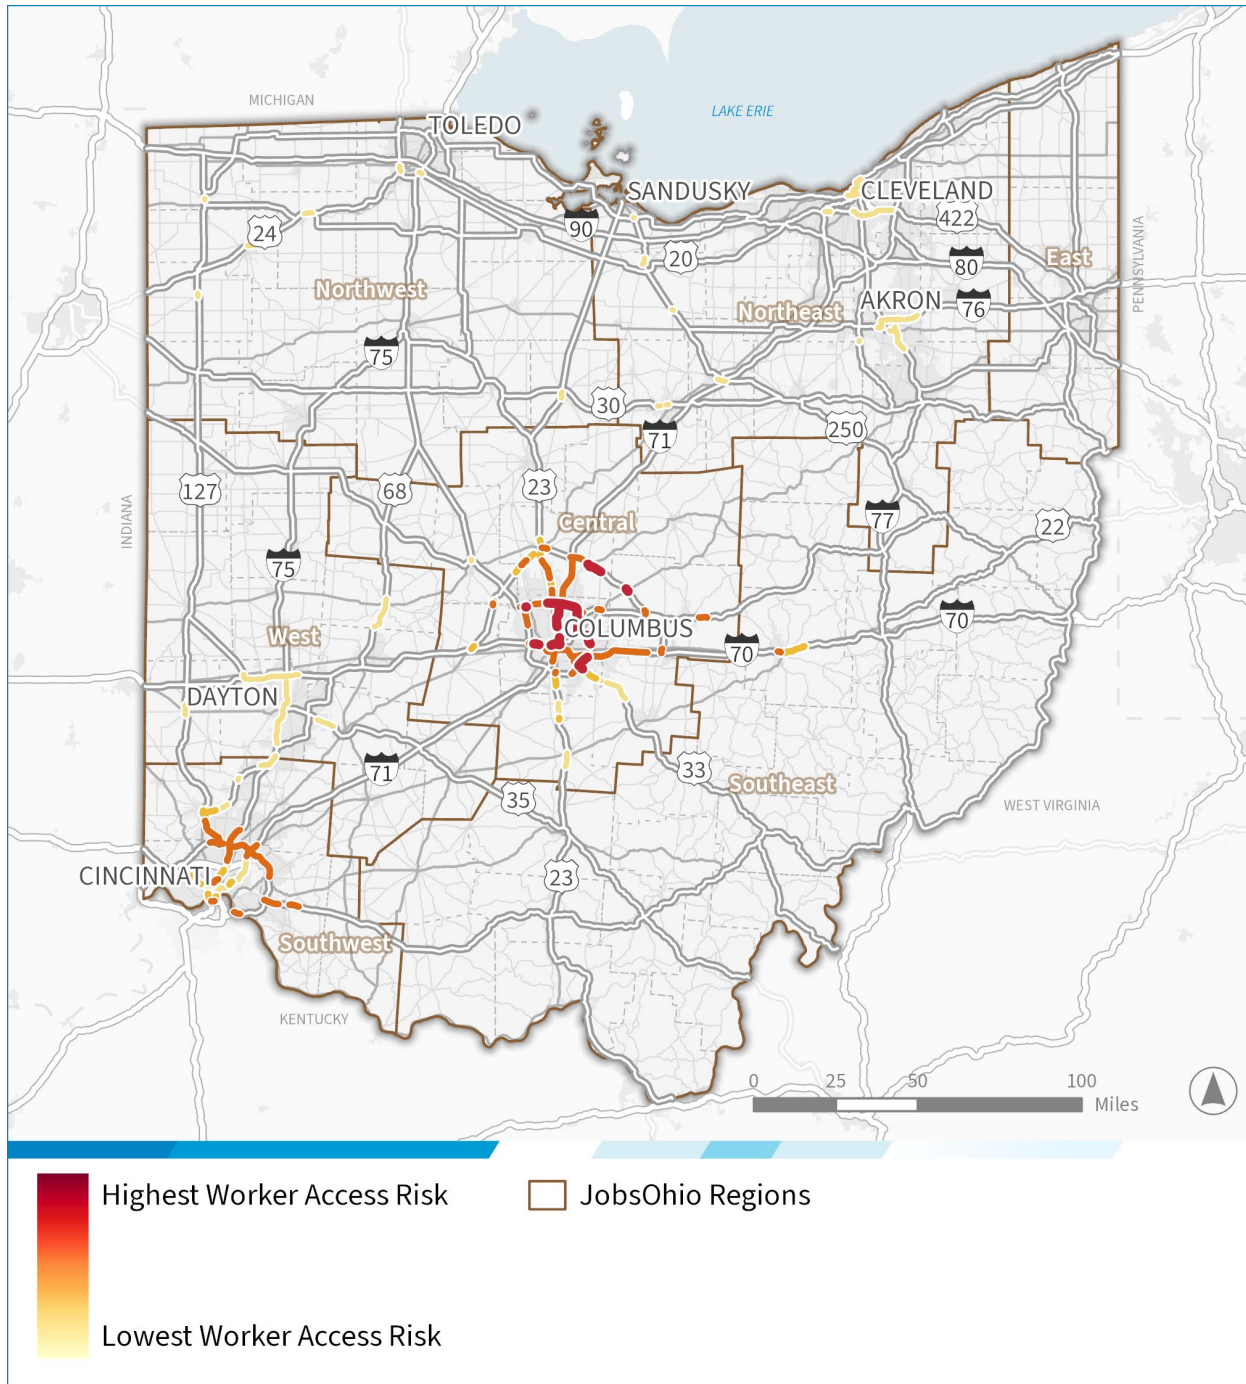 MICHIGAN
LAKE ERIE
TOLEDO
SANDUSKY
CLEVELAND
422
24
90
20
80
East
PENNSYLVANIA
Northwest
AKRON
76
Northeast
75
30
71
250
127
68
23
INDIANA
Central
77
22
75
West
COLUMBUS
70
70
DAYTON
71
33
Southeast
35
WEST VIRGINIA
CINCINNATI
23
Southwest
KENTUCKY
0 25 50 100
Miles
Highest Worker Access Risk
JobsOhio Regions
Lowest Worker Access Risk